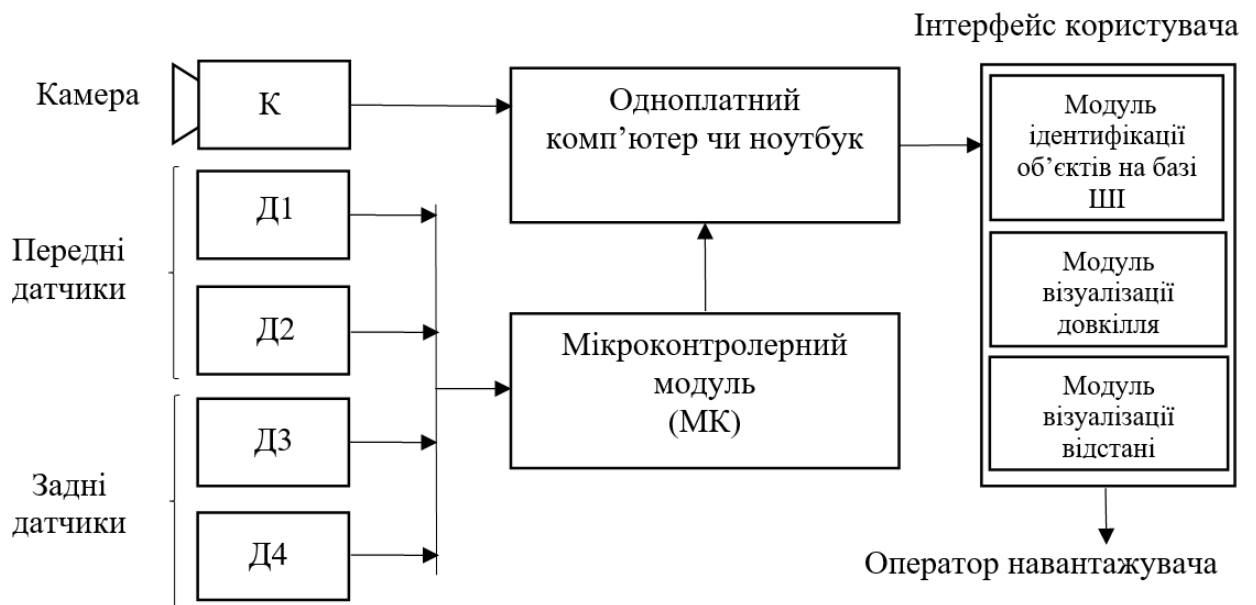 Інтерфейс користувача
Камера
К
Одноплатний
комп’ютер чи ноутбук
Модуль
ідентифікації
об’єктів на базі
ШІ
Передні
датчики
Д1
Д2
Мікроконтролерний
модуль
(МК)
Модуль
візуалізації
довкілля
Модуль
візуалізації
відстані
Задні
датчики
Д3
Д4
Оператор навантажувача